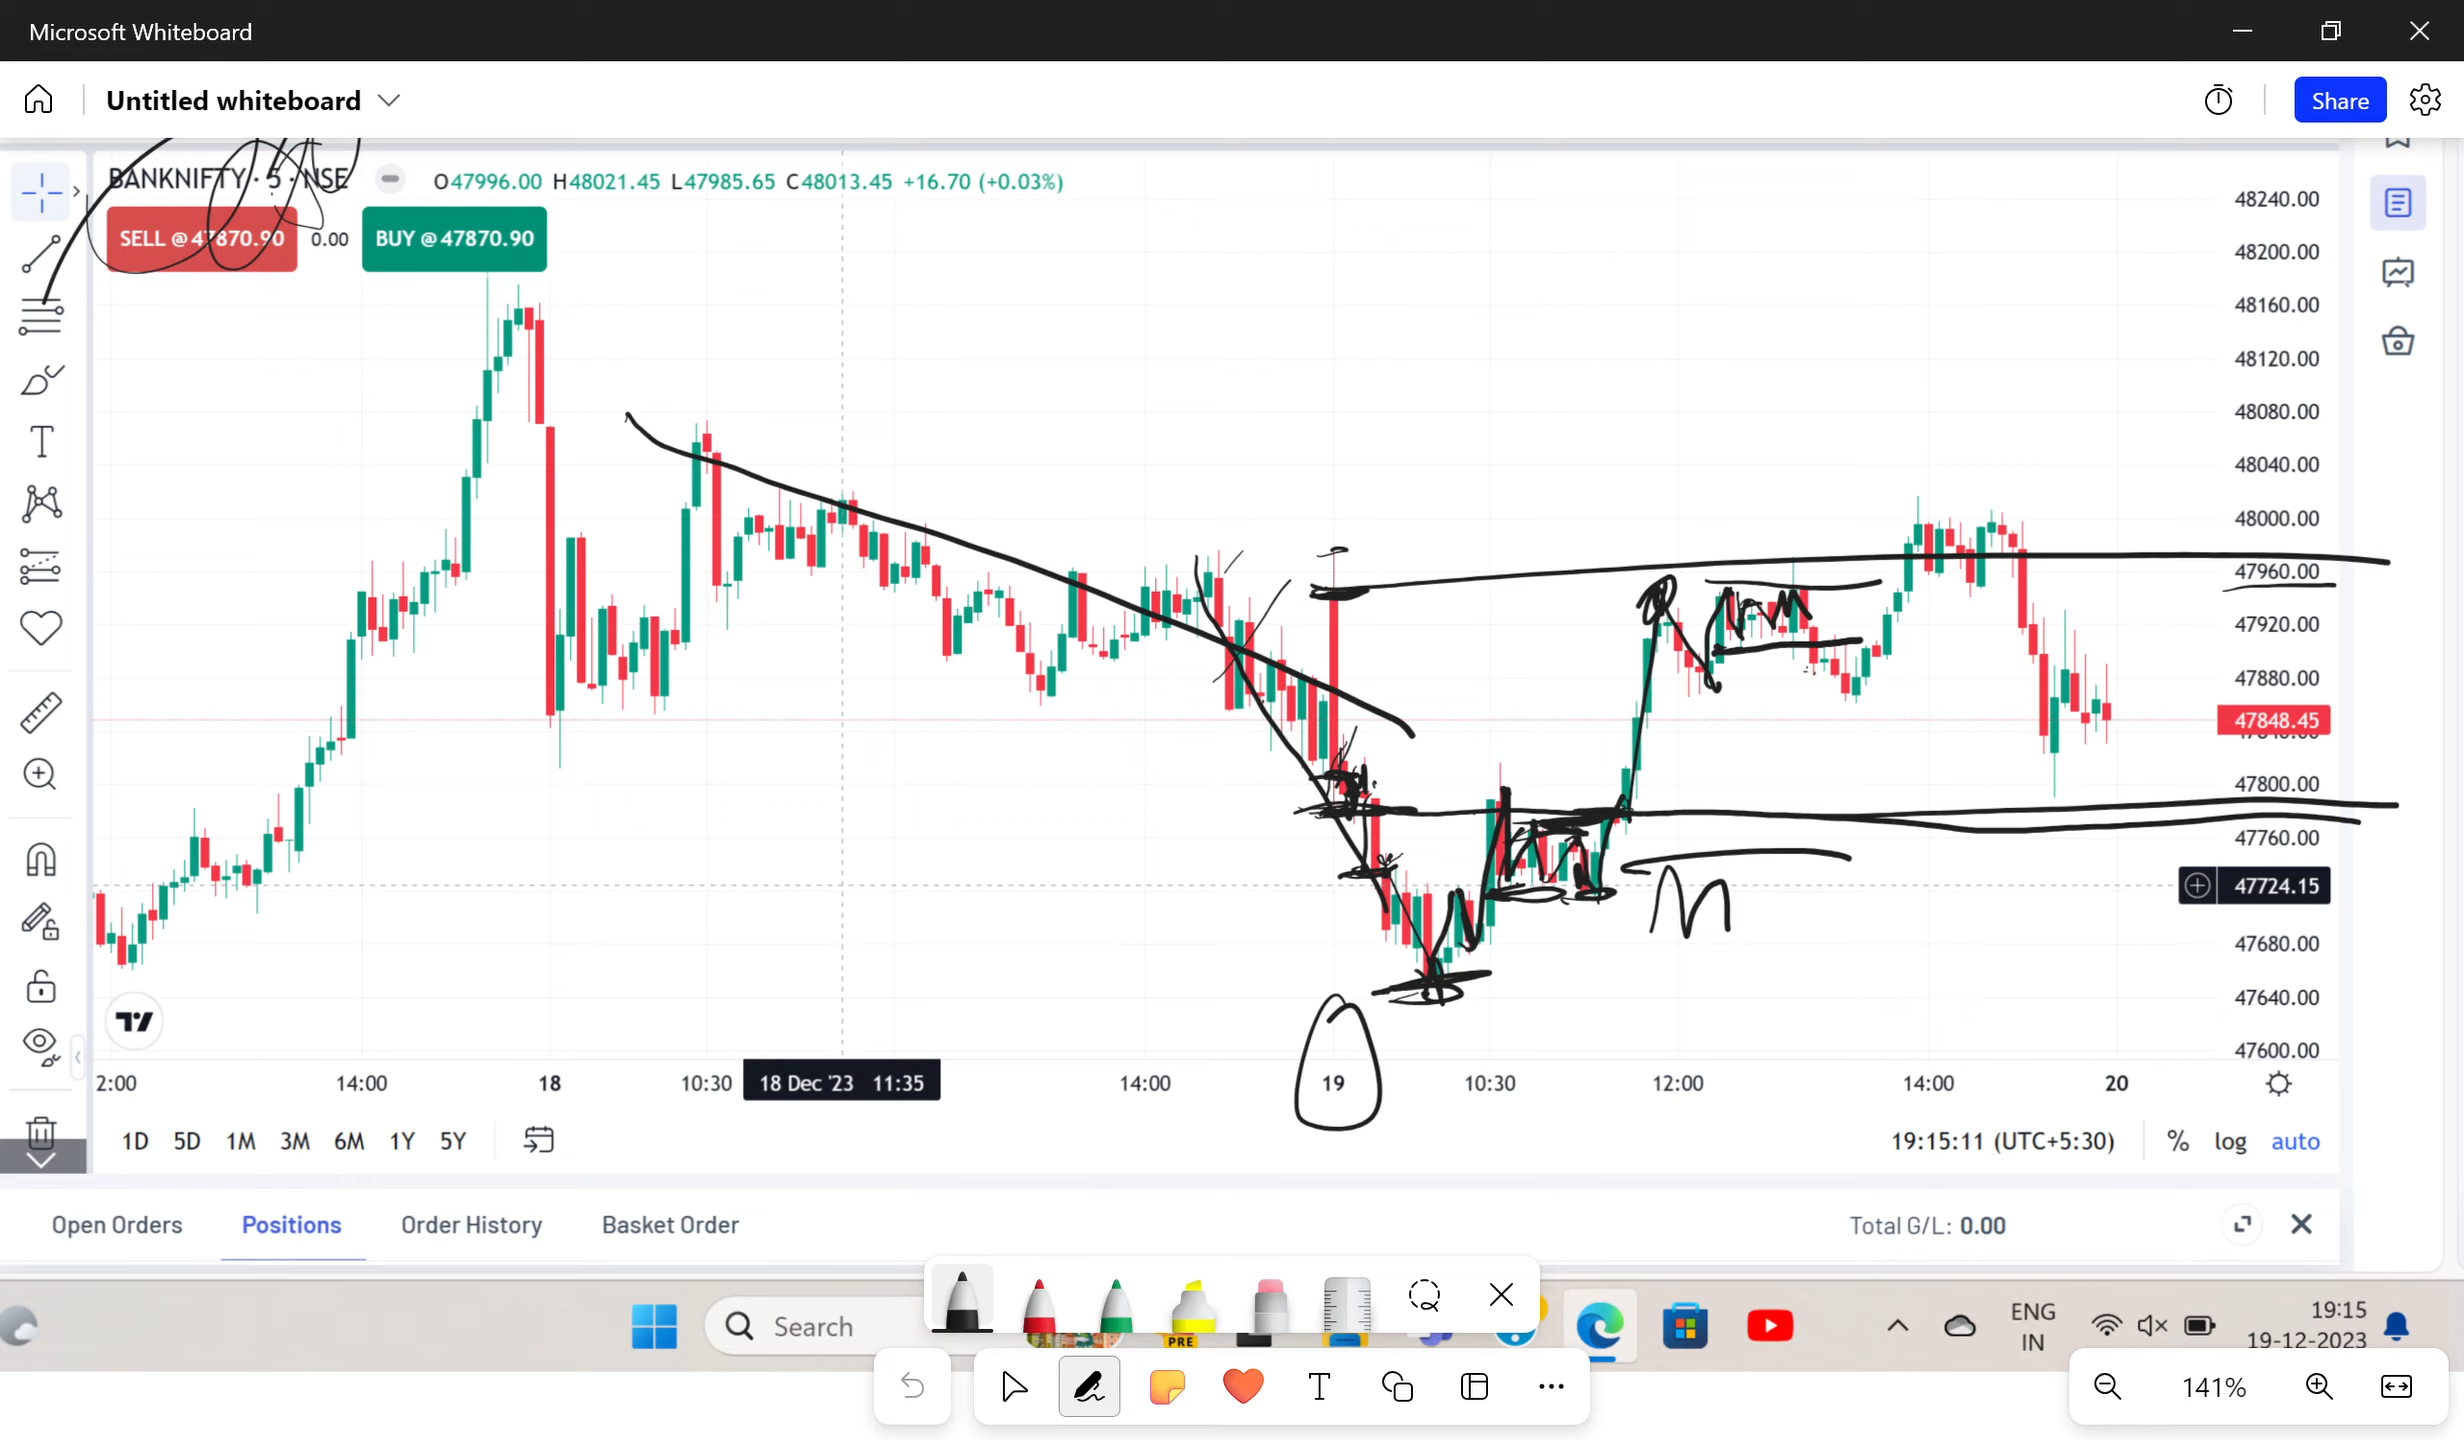 Microsoft Whiteboard
Untitled whiteboard
Share
BANKNIFTY · 5 · NSE
O47996.00 H48021.45 L47985.65 C48013.45 +16.70 (+0.03%)
SELL @ 47870.90
0.00
BUY @ 47870.90
48240.00
48200.00
48160.00
48120.00
48080.00
48040.00
48000.00
47960.00
47920.00
47880.00
47848.45
47800.00
47760.00
47724.15
47680.00
47640.00
47600.00
2:00 14:00 18 10:30 18 Dec '23 11:35 14:00 19 10:30 12:00 14:00 20
1D 5D 1M 3M 6M 1Y 5Y
19:15:11 (UTC+5:30) % log auto
Open Orders Positions Order History Basket Order
Total G/L: 0.00
Search
PRE
ENG
IN
19:15
19-12-2023
141%